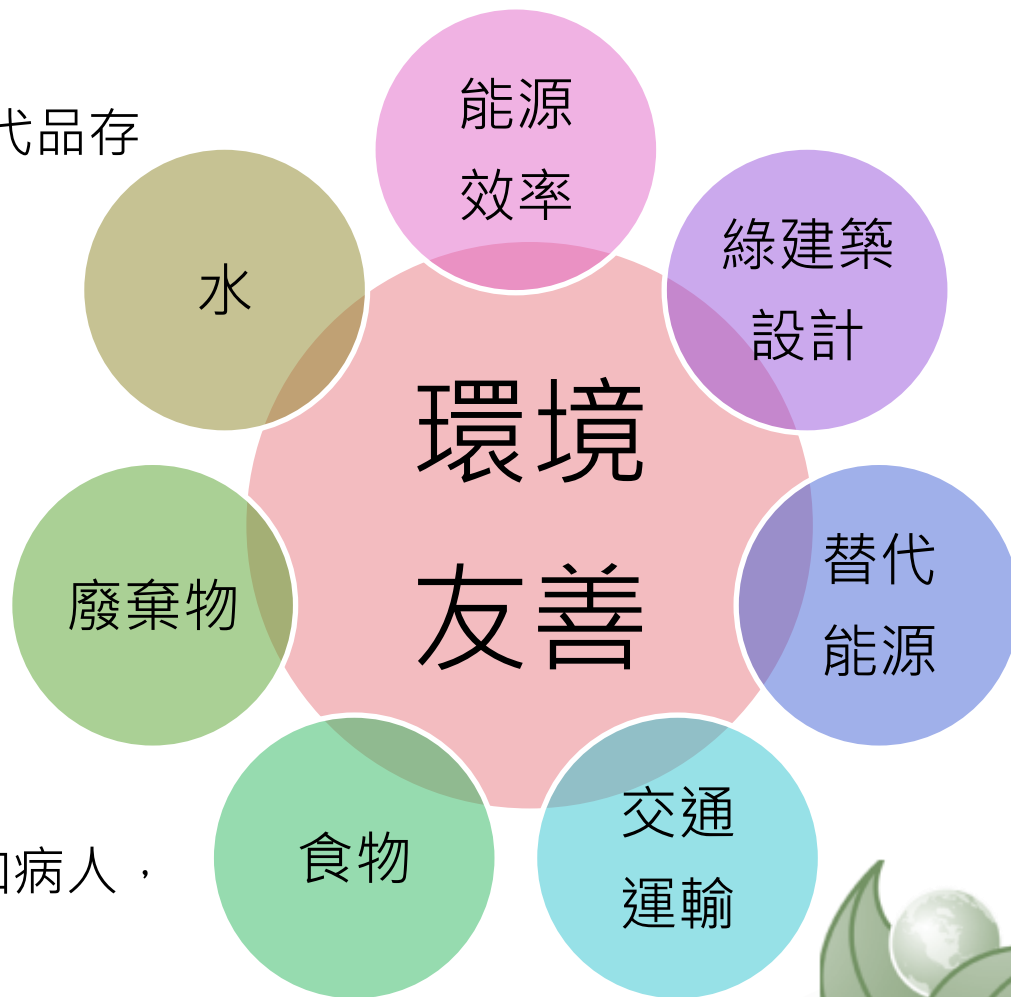 能源
效率
代品存
綠建築
設計
水
環境
友善
替代
能源
廢棄物
交通
運輸
食物
病人，